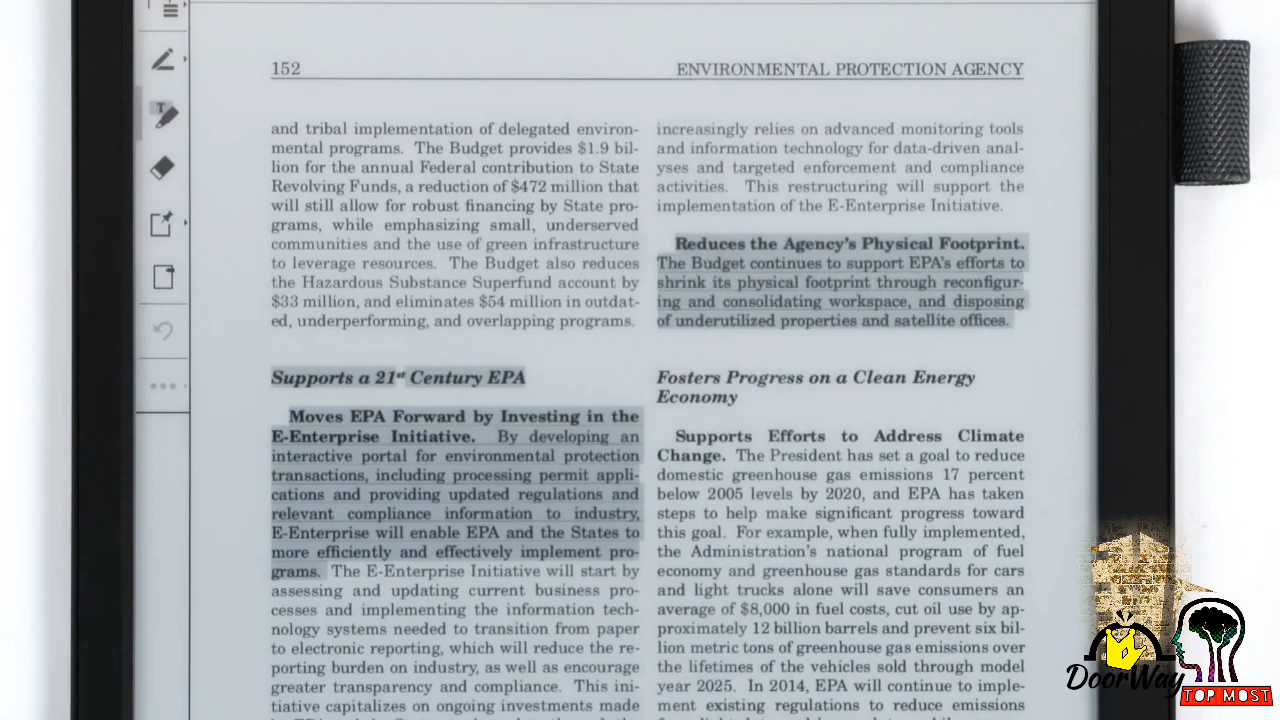 152
ENVIRONMENTAL PROTECTION AGENCY
and tribal implementation of delegated environ-
mental programs. The Budget provides $1.9 bil-
lion for the annual Federal contribution to State
Revolving Funds, a reduction of $472 million that
will still allow for robust financing by State pro-
grams, while emphasizing small, underserved
communities and the use of green infrastructure
to leverage resources. The Budget also reduces
the Hazardous Substance Superfund account by
$33 million, and eliminates $54 million in outdat-
ed, underperforming, and overlapping programs.
Supports a 21st Century EPA
Moves EPA Forward by Investing in the
E-Enterprise Initiative. By developing an
interactive portal for environmental protection
transactions, including processing permit appli-
cations and providing updated regulations and
relevant compliance information to industry,
E-Enterprise will enable EPA and the States to
more efficiently and effectively implement pro-
grams. The E-Enterprise Initiative will start by
assessing and updating current business pro-
cesses and implementing the information tech-
nology systems needed to transition from paper
to electronic reporting, which will reduce the re-
porting burden on industry, as well as encourage
greater transparency and compliance. This ini-
tiative capitalizes on ongoing investments made
increasingly relies on advanced monitoring tools
and information technology for data-driven anal-
yses and targeted enforcement and compliance
activities. This restructuring will support the
implementation of the E-Enterprise Initiative.
Reduces the Agency's Physical Footprint.
The Budget continues to support EPA's efforts to
shrink its physical footprint through reconfigur-
ing and consolidating workspace, and disposing
of underutilized properties and satellite offices.
Fosters Progress on a Clean Energy
Economy
Supports Efforts to Address Climate
Change. The President has set a goal to reduce
domestic greenhouse gas emissions 17 percent
below 2005 levels by 2020, and EPA has taken
steps to help make significant progress toward
this goal. For example, when fully implemented,
the Administration's national program of fuel
economy and greenhouse gas standards for cars
and light trucks alone will save consumers an
average of $8,000 in fuel costs, cut oil use by ap-
proximately 12 billion barrels and prevent six bil-
lion metric tons of greenhouse gas emissions over
the lifetimes of the vehicles sold through model
year 2025. In 2014, EPA will continue to imple-
ment existing regulations to reduce emissions
T
DoorWay
TOP MOST